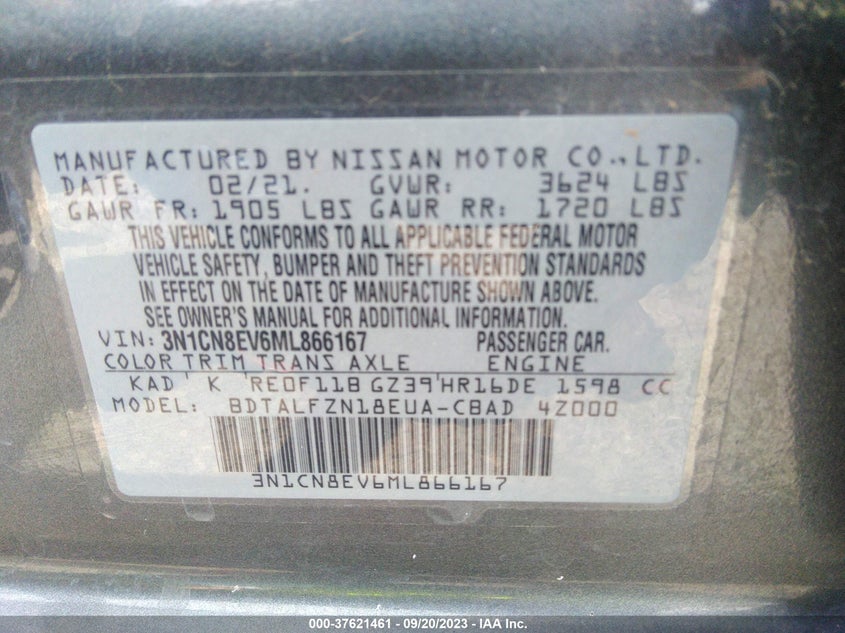 MANUFACTURED BY NISSAN MOTOR CO., LTD.
DATE: 02/21. GVWR: 3624 LBS
GAWR FR: 1905 LBS GAWR RR: 1720 LBS
THIS VEHICLE CONFORMS TO ALL APPLICABLE FEDERAL MOTOR
VEHICLE SAFETY, BUMPER AND THEFT PREVENTION STANDARDS
IN EFFECT ON THE DATE OF MANUFACTURE SHOWN ABOVE.
SEE OWNER'S MANUAL FOR ADDITIONAL INFORMATION.
VIN: 3N1CN8EV6ML866167 PASSENGER CAR.
COLOR TRIM TRANS AXLE ENGINE
KAD K RE0F11B GZ39 HR16DE 1598 CC
MODEL: BDTALFZN18EUA-CBAD 4Z000
3N1CN8EV6ML866167
000-37621461 - 09/20/2023 - IAA Inc.